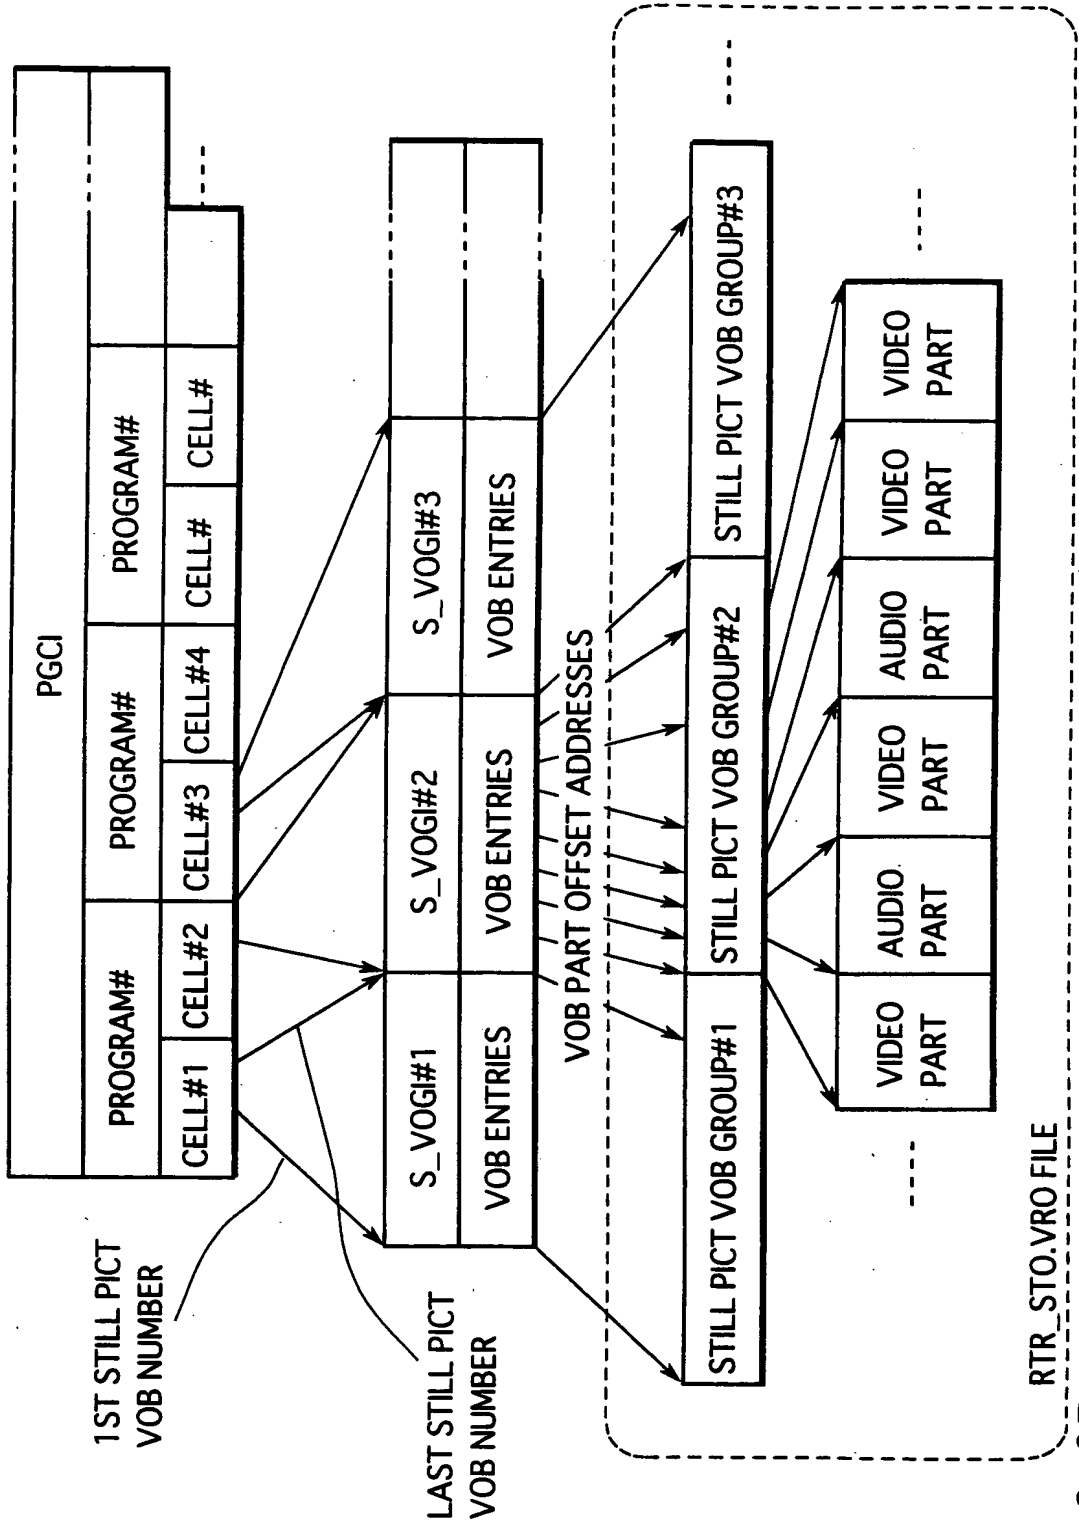 PGCI
PROGRAM#
PROGRAM#
PROGRAM#
CELL#1
CELL#2
CELL#3
CELL#4
CELL#
CELL#
1ST STILL PICT
VOB NUMBER
LAST STILL PICT
VOB NUMBER
S_VOGI#1
S_VOGI#2
S_VOGI#3
VOB ENTRIES
VOB ENTRIES
VOB ENTRIES
VOB PART OFFSET ADDRESSES
STILL PICT VOB GROUP#1
STILL PICT VOB GROUP#2
STILL PICT VOB GROUP#3
VIDEO
PART
AUDIO
PART
VIDEO
PART
AUDIO
PART
VIDEO
PART
VIDEO
PART
RTR_STO.VRO FILE